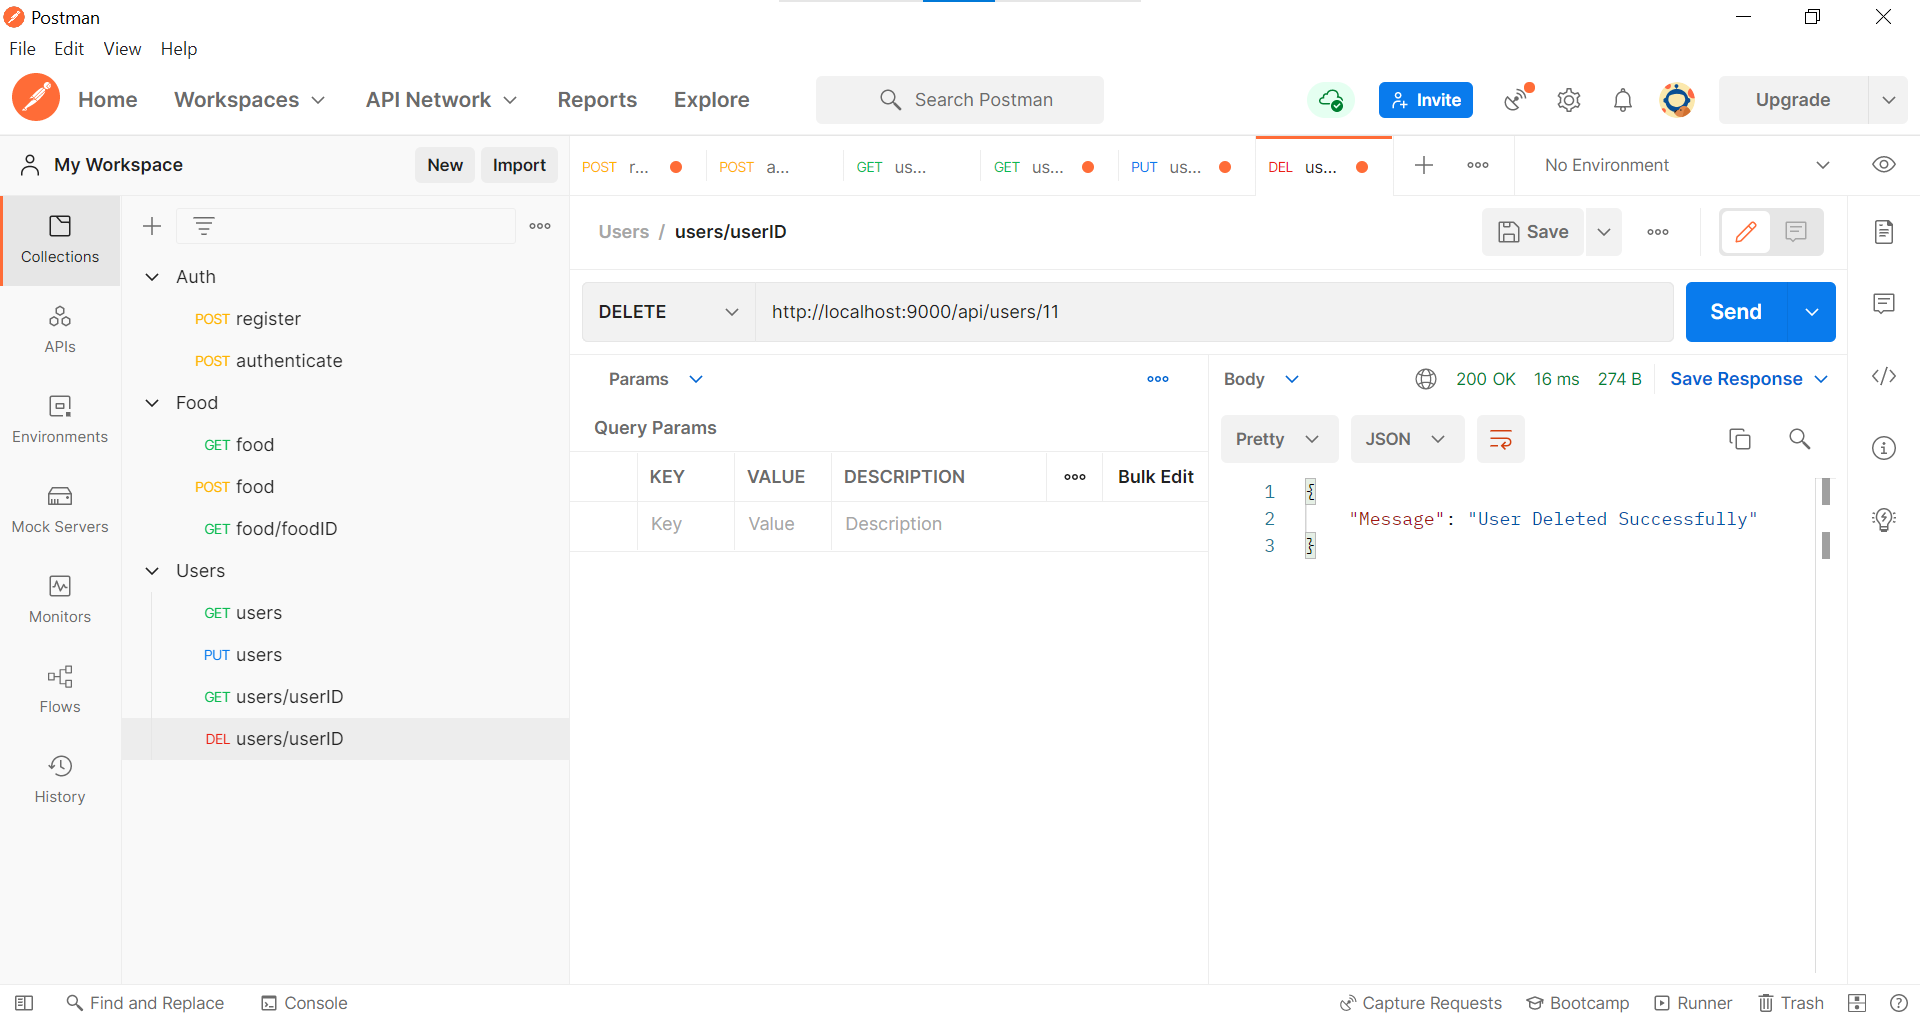 Postman
File Edit View Help
Home Workspaces API Network Reports Explore Search Postman Invite Upgrade
My Workspace New Import
POST r... POST a... GET us... GET us... PUT us... DEL us... No Environment
Collections
APIs
Environments
Mock Servers
Monitors
Flows
History
Auth
POST register
POST authenticate
Food
GET food
POST food
GET food/foodID
Users
GET users
PUT users
GET users/userID
DEL users/userID
Users / users/userID Save
DELETE http://localhost:9000/api/users/11 Send
Params
Query Params
KEY VALUE DESCRIPTION Bulk Edit
Key Value Description
Body 200 OK 16 ms 274 B Save Response
Pretty JSON
1 {
2 "Message": "User Deleted Successfully"
3 }
Find and Replace Console Capture Requests Bootcamp Runner Trash